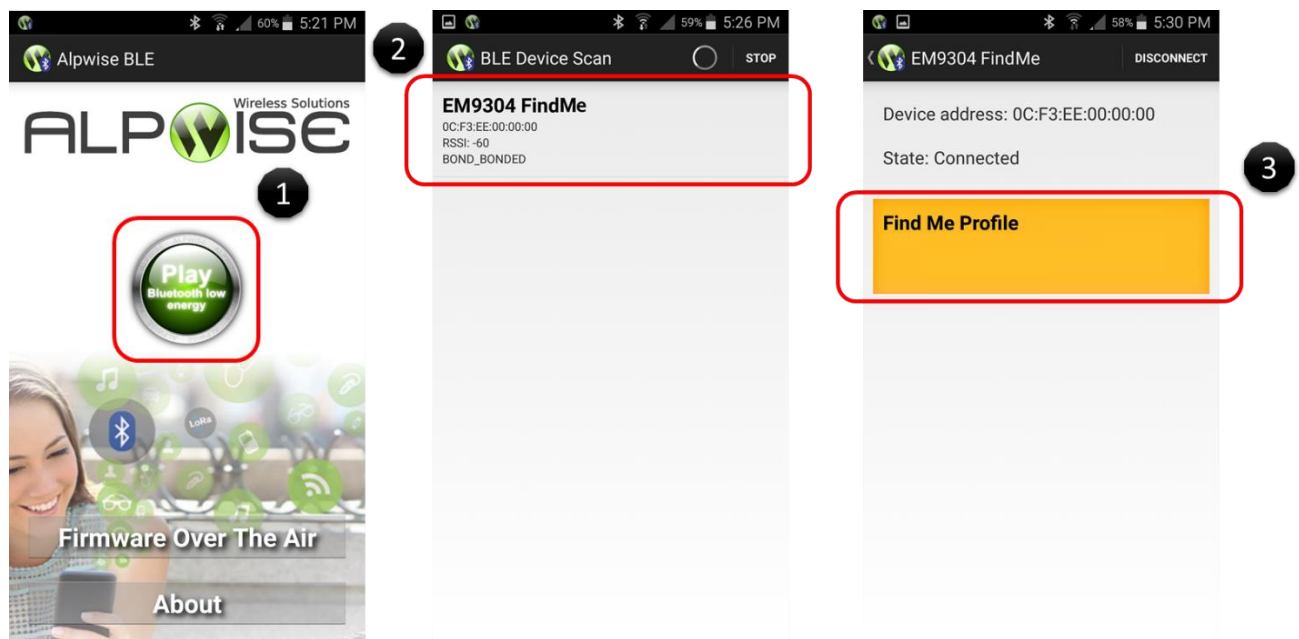 60% 5:21 PM
Alpwise BLE
Wireless Solutions
ALPWISE
1
Play
Bluetooth low
energy
LoRa
Firmware Over The Air
About
2
59% 5:26 PM
BLE Device Scan STOP
EM9304 FindMe
0C:F3:EE:00:00:00
RSSI: -60
BOND_BONDED
58% 5:30 PM
EM9304 FindMe DISCONNECT
Device address: 0C:F3:EE:00:00:00
State: Connected
3
Find Me Profile